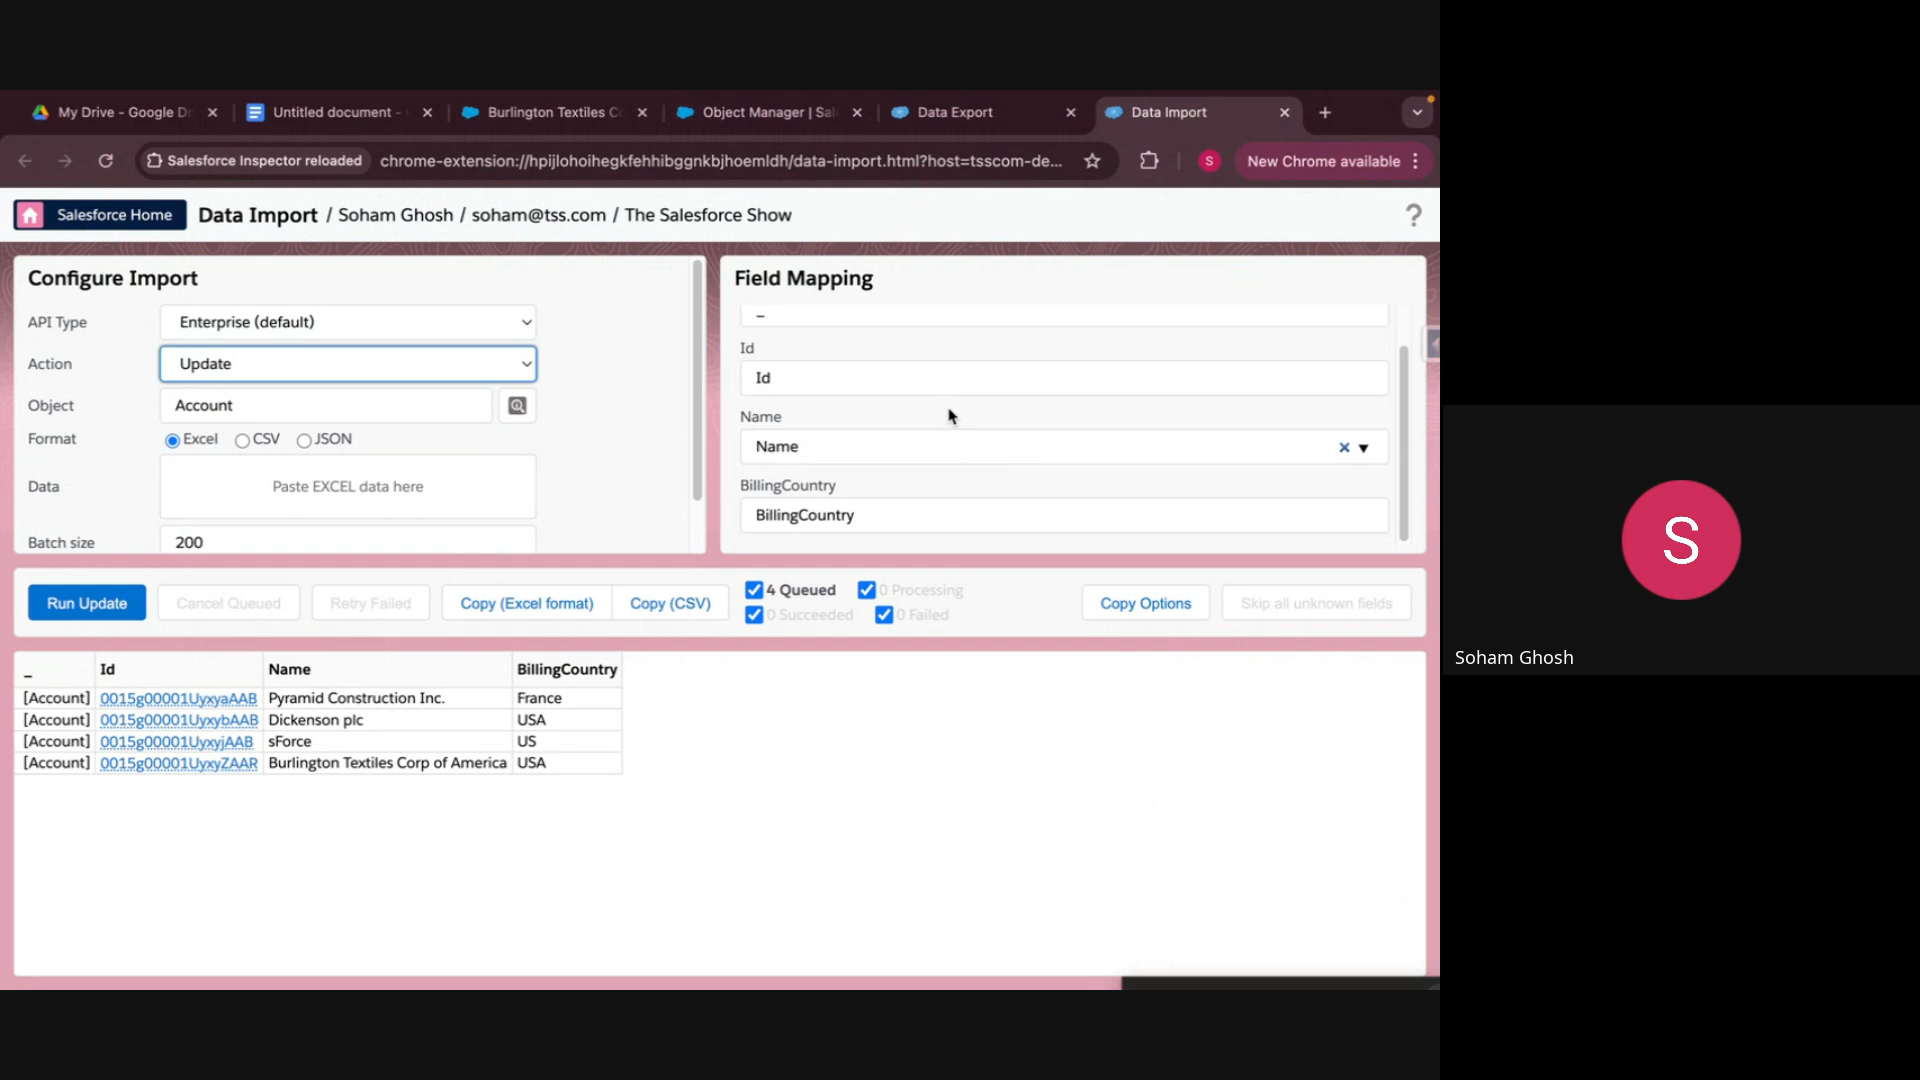 My Drive - Google Dr
Untitled document -
Burlington Textiles C
Object Manager | Sal
Data Export
Data Import
Salesforce Inspector reloaded
chrome-extension://hpijlohoihegkfehhibggnkbjhoemldh/data-import.html?host=tsscom-de...
S
New Chrome available
Salesforce Home
Data Import / Soham Ghosh / soham@tss.com / The Salesforce Show
?
Configure Import
API Type
Enterprise (default)
Action
Update
Object
Account
Format
Excel
CSV
JSON
Data
Paste EXCEL data here
Batch size
200
Field Mapping
_
Id
Id
Name
Name
BillingCountry
BillingCountry
Run Update
Cancel Queued
Retry Failed
Copy (Excel format)
Copy (CSV)
4 Queued
0 Processing
0 Succeeded
0 Failed
Copy Options
Skip all unknown fields
_ Id Name BillingCountry
[Account] 0015g00001UyxyaAAB Pyramid Construction Inc. France
[Account] 0015g00001UyxybAAB Dickenson plc USA
[Account] 0015g00001UyxyjAAB sForce US
[Account] 0015g00001UyxyZAAR Burlington Textiles Corp of America USA
S
Soham Ghosh